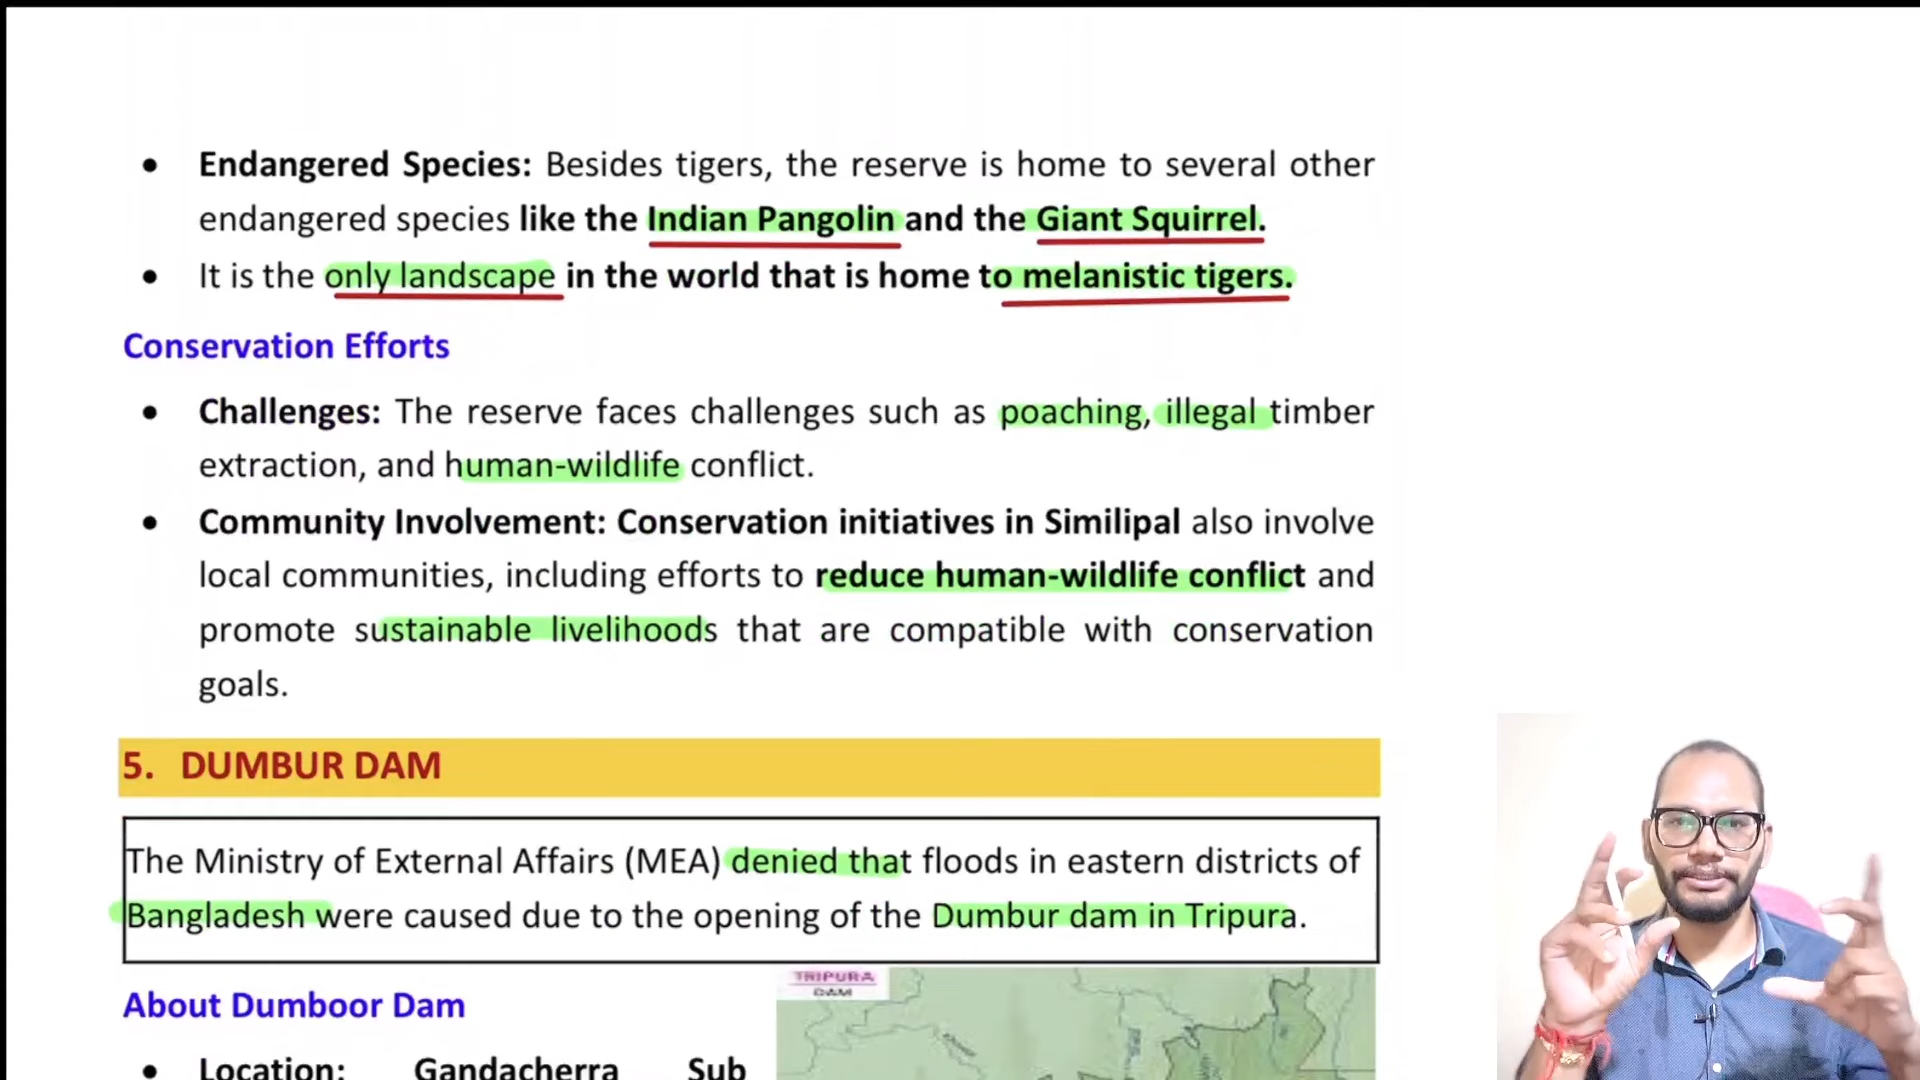 • Endangered Species: Besides tigers, the reserve is home to several other
endangered species like the Indian Pangolin and the Giant Squirrel.
• It is the only landscape in the world that is home to melanistic tigers.
Conservation Efforts
• Challenges: The reserve faces challenges such as poaching, illegal timber
extraction, and human-wildlife conflict.
• Community Involvement: Conservation initiatives in Similipal also involve
local communities, including efforts to reduce human-wildlife conflict and
promote sustainable livelihoods that are compatible with conservation
goals.
5. DUMBUR DAM
The Ministry of External Affairs (MEA) denied that floods in eastern districts of
Bangladesh were caused due to the opening of the Dumbur dam in Tripura.
About Dumboor Dam
• Location: Gandacherra Sub
TRIPURA
DAM